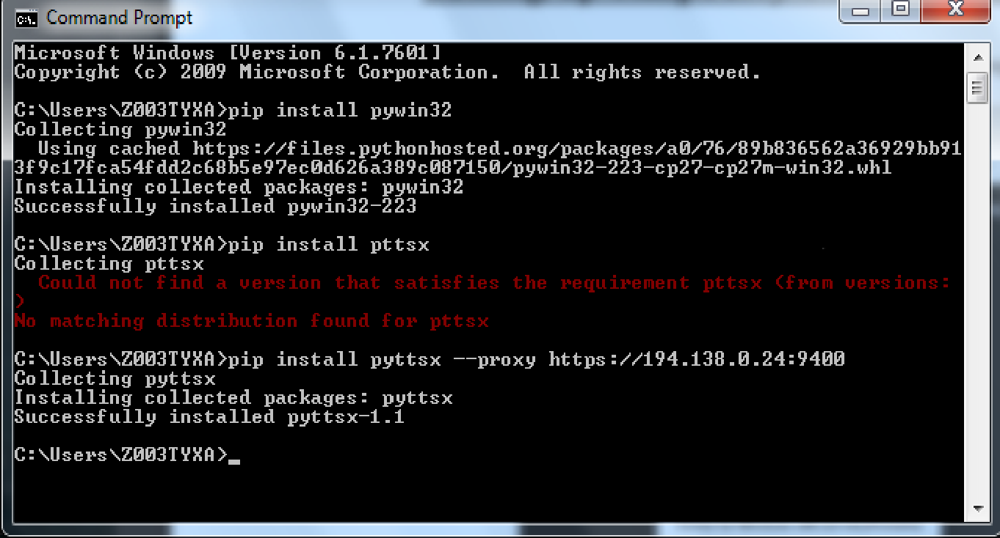 Command Prompt
Microsoft Windows [Version 6.1.7601]
Copyright (c) 2009 Microsoft Corporation.  All rights reserved.
C:\Users\Z003TYXA>pip install pywin32
Collecting pywin32
  Using cached https://files.pythonhosted.org/packages/a0/76/89b836562a36929bb91
3f9c17fca54fdd2c68b5e97ec0d626a389c087150/pywin32-223-cp27-cp27m-win32.whl
Installing collected packages: pywin32
Successfully installed pywin32-223
C:\Users\Z003TYXA>pip install pttsx
Collecting pttsx
  Could not find a version that satisfies the requirement pttsx (from versions:
)
No matching distribution found for pttsx
C:\Users\Z003TYXA>pip install pyttsx --proxy https://194.138.0.24:9400
Collecting pyttsx
Installing collected packages: pyttsx
Successfully installed pyttsx-1.1
C:\Users\Z003TYXA>_